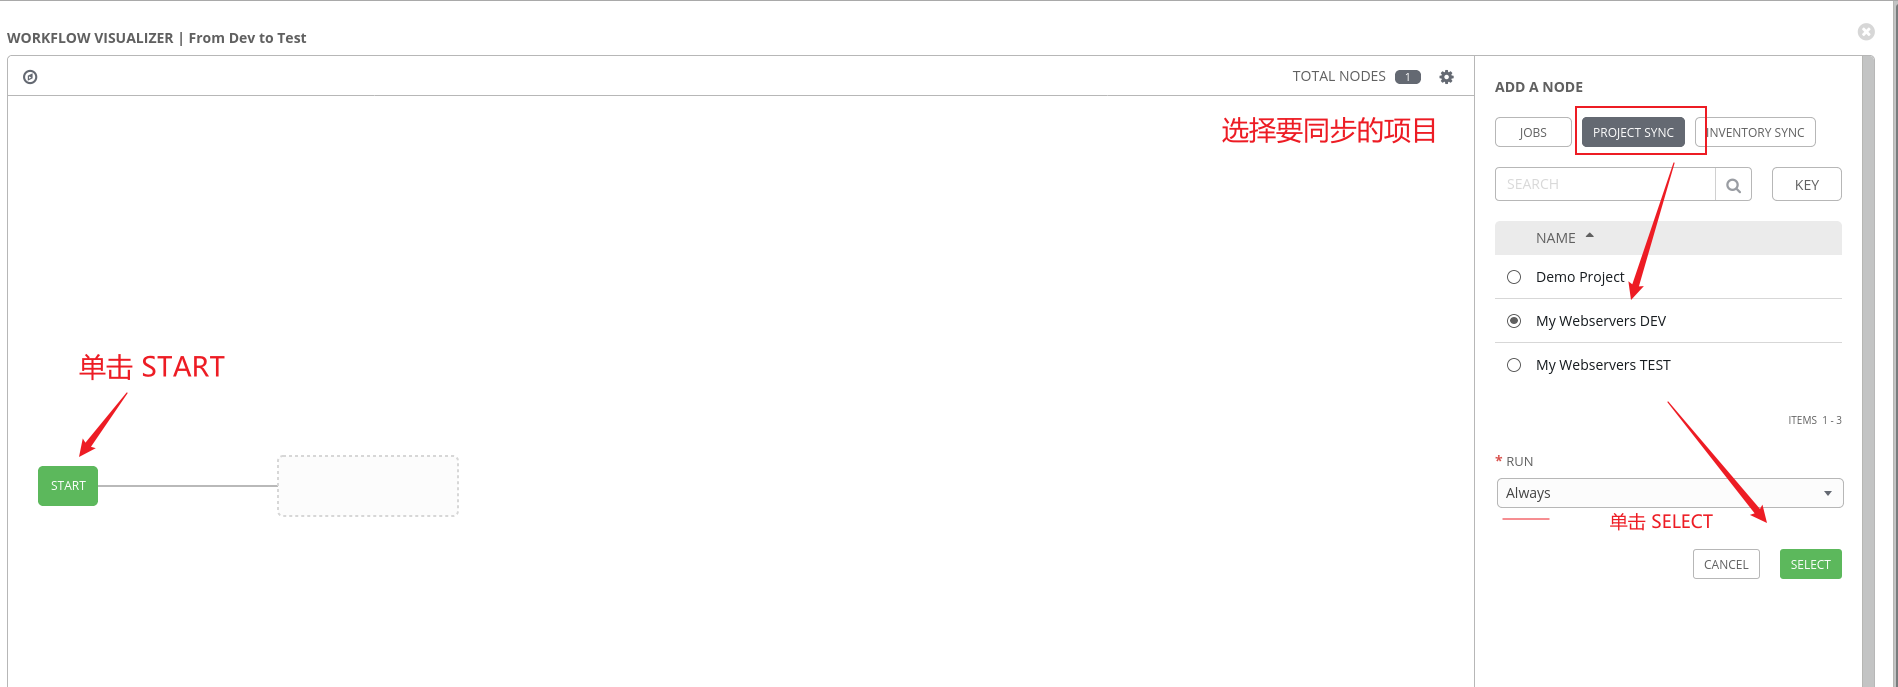 WORKFLOW VISUALIZER | From Dev to Test
TOTAL NODES 1
选择要同步的项目
单击 START
START
ADD A NODE
JOBS
PROJECT SYNC
INVENTORY SYNC
SEARCH
KEY
NAME
Demo Project
My Webservers DEV
My Webservers TEST
ITEMS 1 - 3
* RUN
Always
单击 SELECT
CANCEL
SELECT